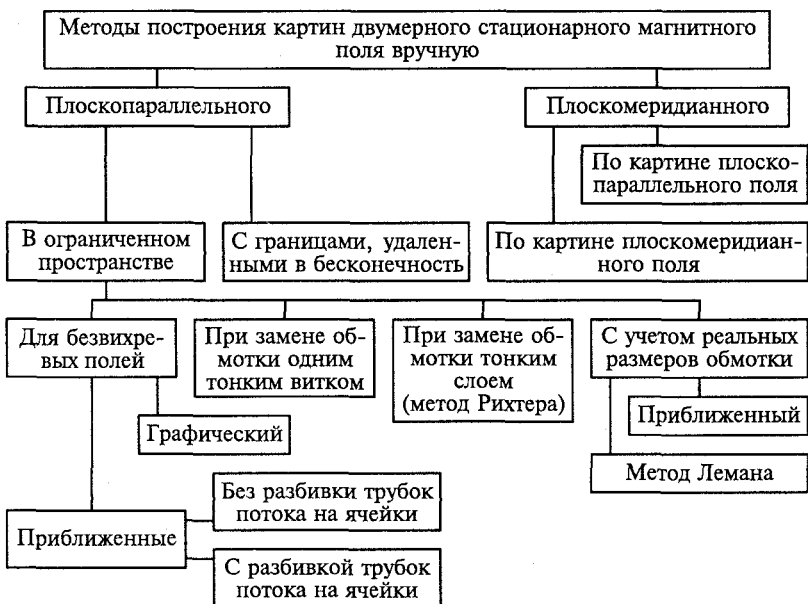 Методы построения картин двумерного стационарного магнитного
поля вручную
Плоскопараллельного
Плоскомеридианного
По картине плоско-
параллельного поля
В ограниченном
пространстве
С границами, удален-
ными в бесконечность
По картине плоскомеридиан-
ного поля
Для безвихре-
вых полей
При замене об-
мотки одним
тонким витком
При замене об-
мотки тонким
слоем
(метод Рихтера)
С учетом реальных
размеров обмотки
Графический
Приближенный
Метод Лемана
Без разбивки трубок
потока на ячейки
Приближенные
С разбивкой трубок
потока на ячейки